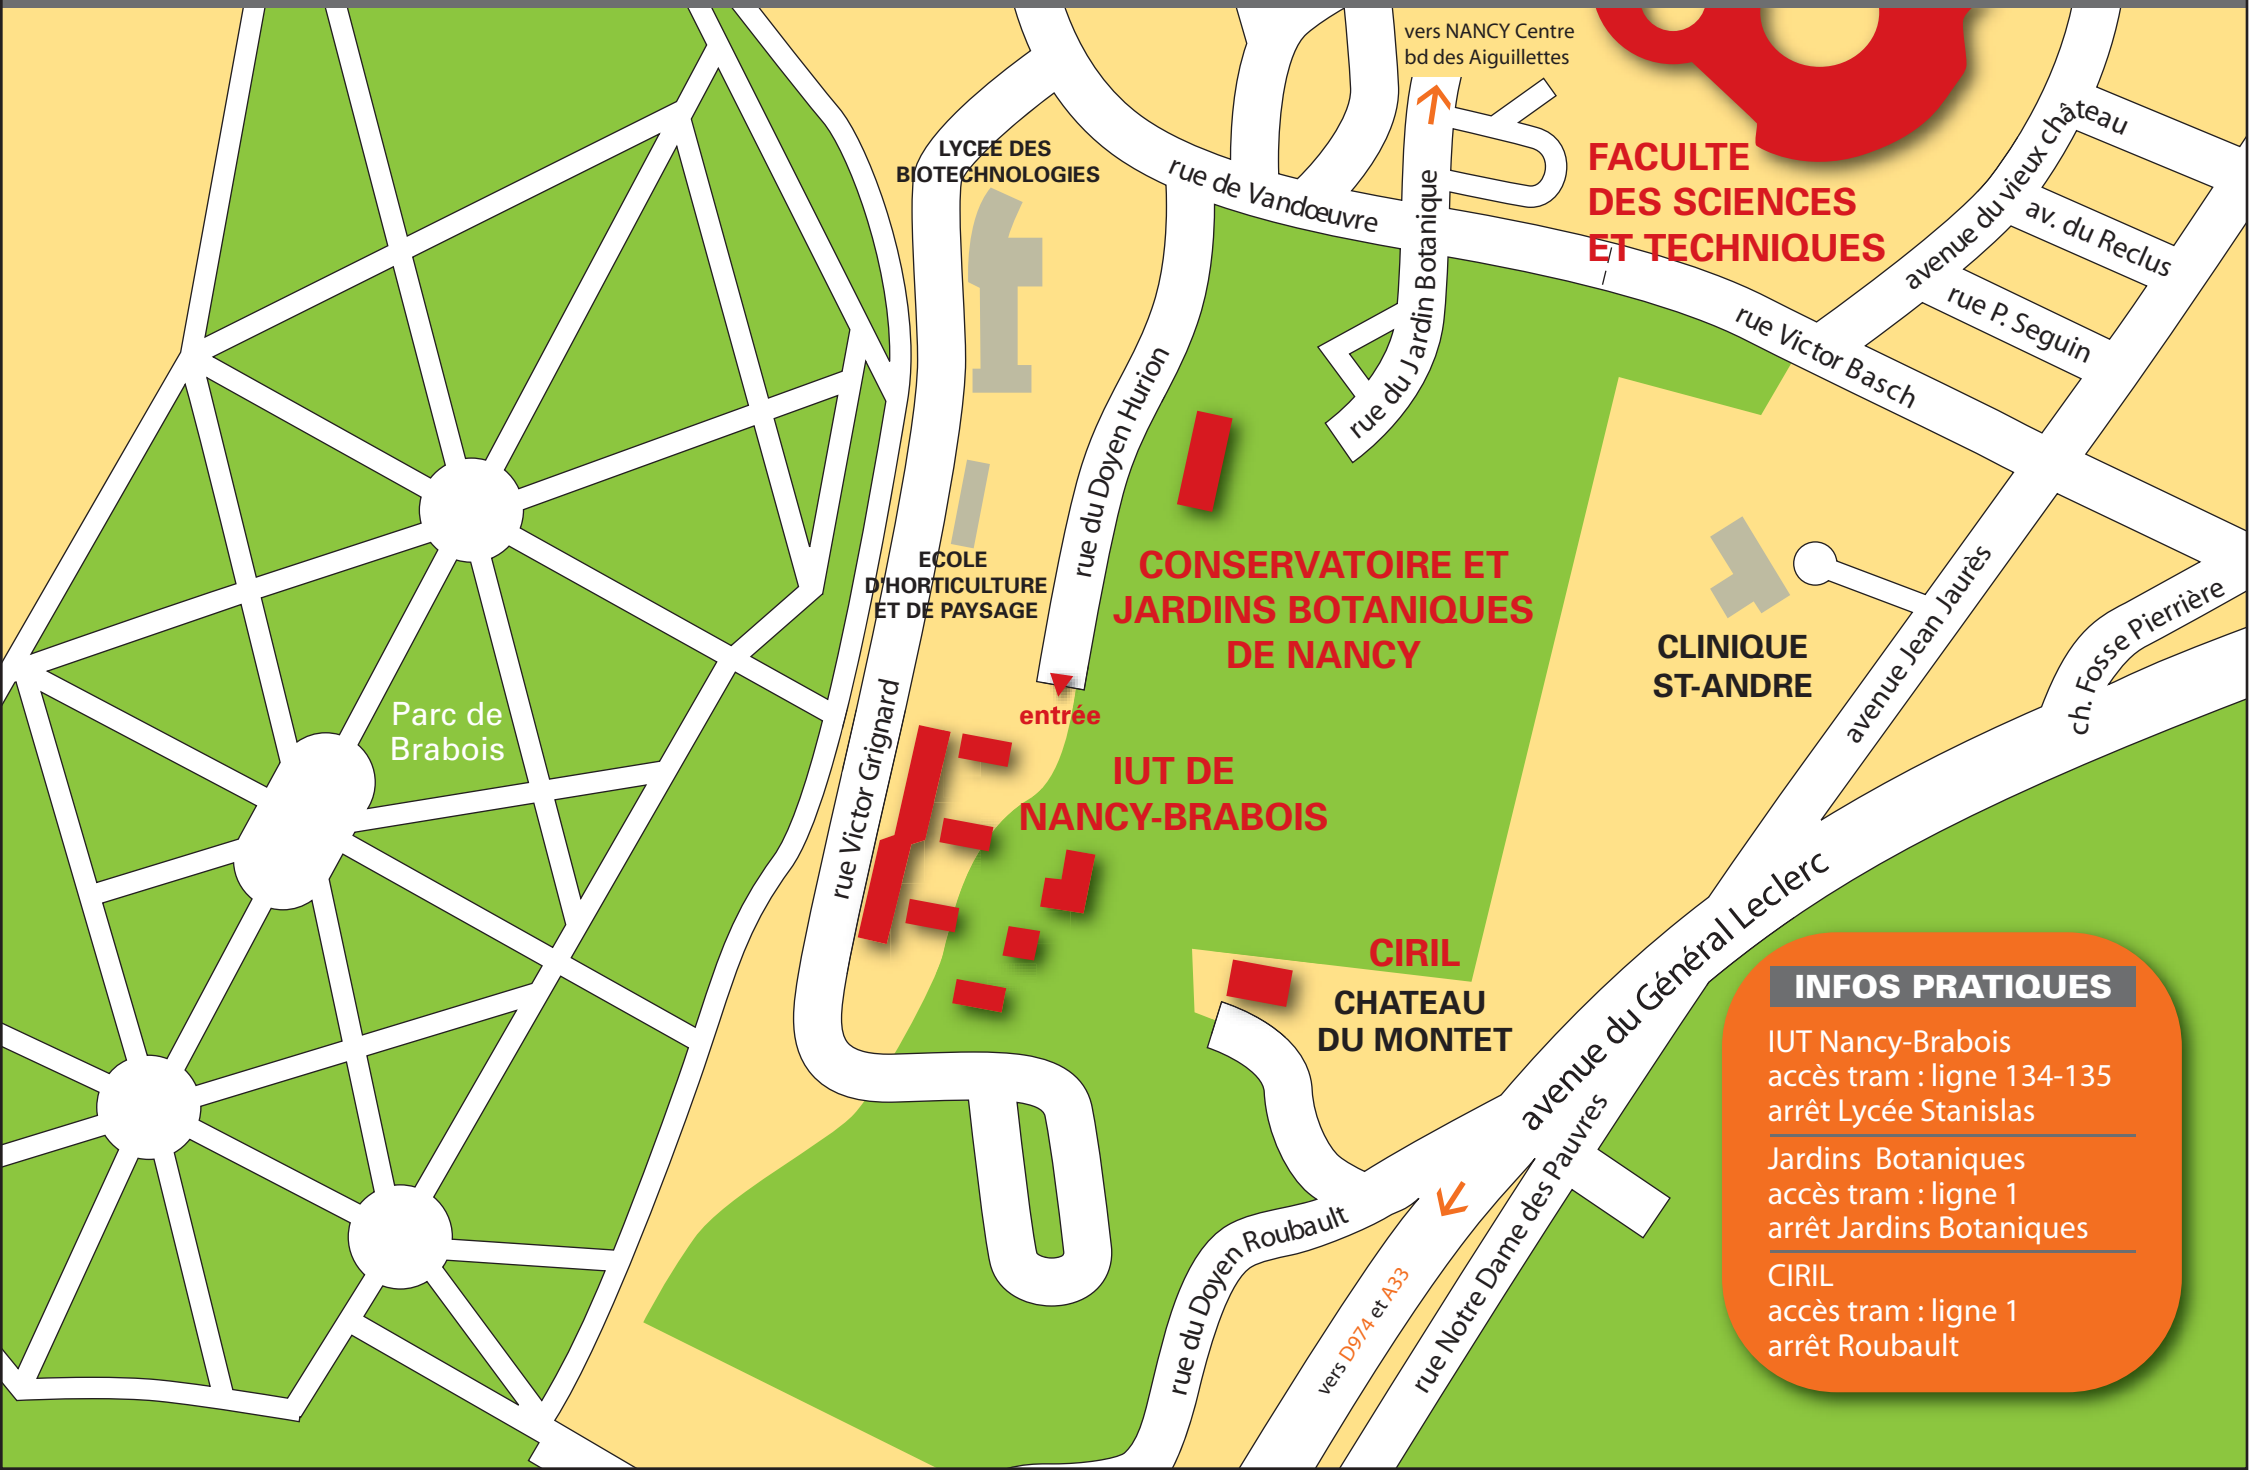 vers NANCY Centre
bd des Aiguillettes
LYCEE DES
BIOTECHNOLOGIES
rue de Vandœuvre
rue du Jardin Botanique
FACULTE
DES SCIENCES
ET TECHNIQUES
avenue du vieux château
av. du Reclus
rue P. Seguin
rue Victor Basch
rue du Doyen Hurion
ECOLE
D'HORTICULTURE
ET DE PAYSAGE
CONSERVATOIRE ET
JARDINS BOTANIQUES
DE NANCY
CLINIQUE
ST-ANDRE
avenue Jean Jaurès
ch. Fosse Pierrière
Parc de
Brabois
rue Victor Grignard
entrée
IUT DE
NANCY-BRABOIS
CIRIL
CHATEAU
DU MONTET
avenue du Général Leclerc
rue du Doyen Roubault
vers D974 et A33
rue Notre Dame des Pauvres
INFOS PRATIQUES
IUT Nancy-Brabois
accès tram : ligne 134-135
arrêt Lycée Stanislas
Jardins Botaniques
accès tram : ligne 1
arrêt Jardins Botaniques
CIRIL
accès tram : ligne 1
arrêt Roubault